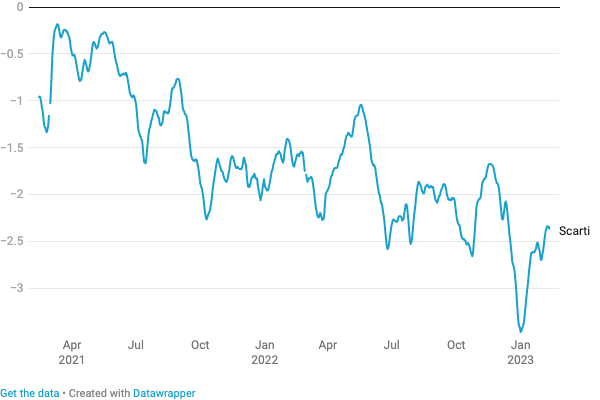 0
−0.5
−1
−1.5
−2
−2.5
−3
Scarti
Apr Jul Oct Jan Apr Jul Oct Jan
2021 2022 2023
Get the data • Created with Datawrapper